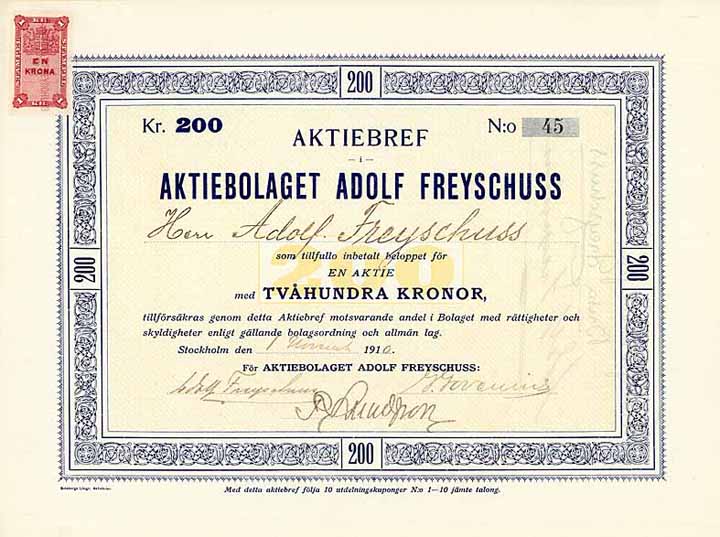 EN
KRONA
200
Kr. 200
N:o 45
AKTIEBREF
i
AKTIEBOLAGET ADOLF FREYSCHUSS
Herr Adolf Freyschuss
som tillfullo inbetalt beloppet för
EN AKTIE
200
med TVÅHUNDRA KRONOR,
200
200
tillförsäkras genom detta Aktiebref motsvarande andel i Bolaget med rättigheter och
skyldigheter enligt gällande bolagsordning och allmän lag.
Stockholm den 1 1910.
För AKTIEBOLAGET ADOLF FREYSCHUSS:
Adolf Freyschuss
200
Med detta aktiebref följa 10 utdelningskuponger N:o 1—10 jämte talong.